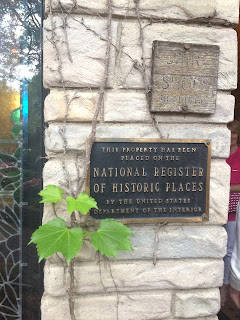 THIS PROPERTY HAS BEEN
PLACED ON THE
NATIONAL REGISTER
OF HISTORIC PLACES
BY THE UNITED STATES
DEPARTMENT OF THE INTERIOR